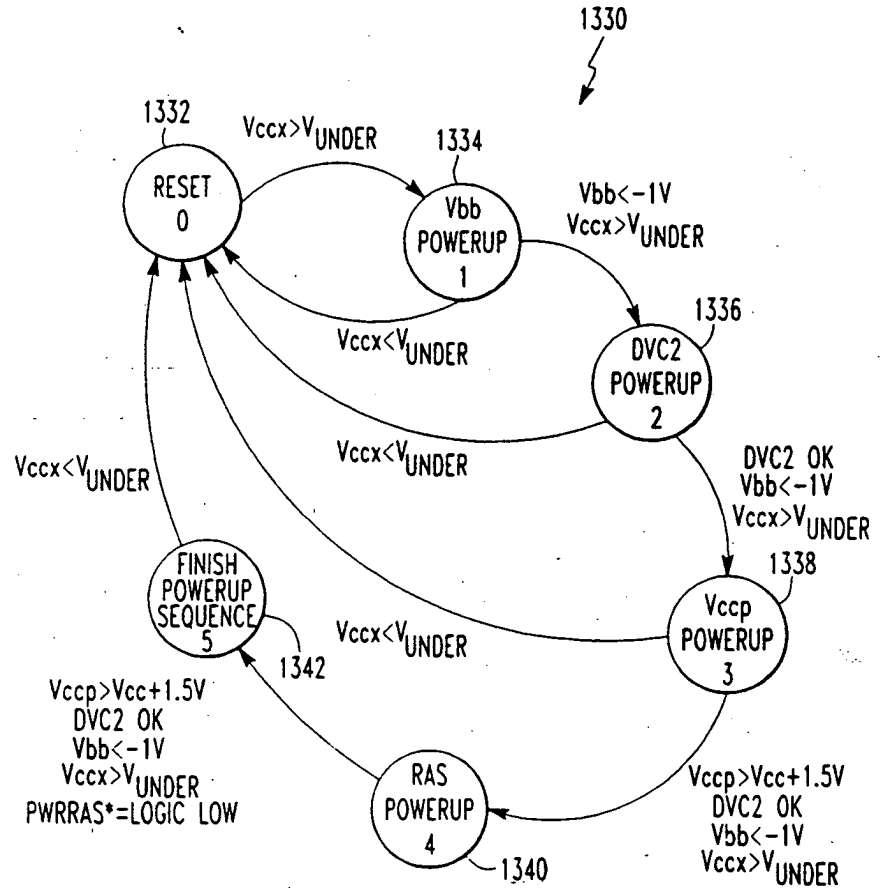 1330
1332
Vccx>VUNDER
1334
RESET
0
Vbb
POWERUP
1
Vbb<-1V
Vccx>VUNDER
1336
Vccx<VUNDER
DVC2
POWERUP
2
Vccx<VUNDER
DVC2 OK
Vbb<-1V
Vccx>VUNDER
Vccx<VUNDER
1338
FINISH
POWERUP
SEQUENCE
5
Vccp
POWERUP
3
Vccx<VUNDER
1342
Vccp>Vcc+1.5V
DVC2 OK
Vbb<-1V
Vccx>VUNDER
PWRRAS*=LOGIC LOW
RAS
POWERUP
4
1340
Vccp>Vcc+1.5V
DVC2 OK
Vbb<-1V
Vccx>VUNDER